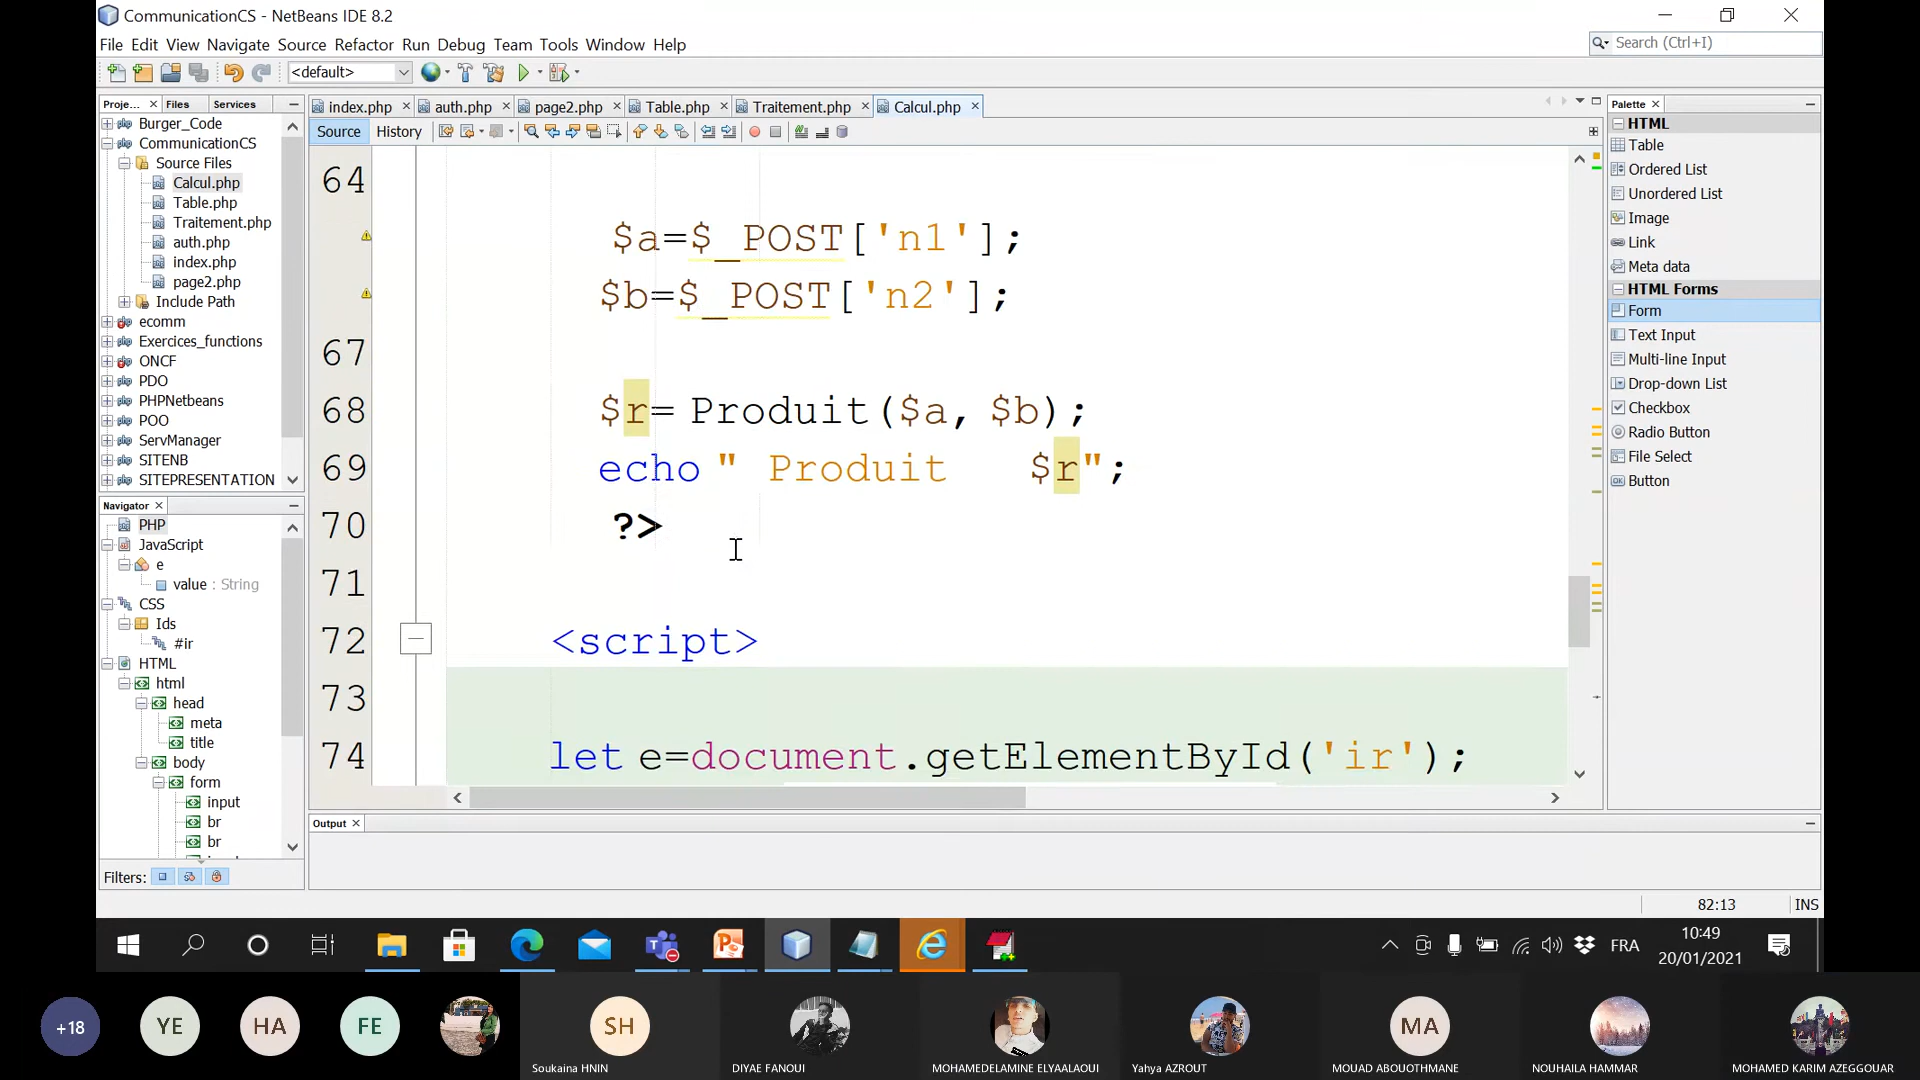 CommunicationCS - NetBeans IDE 8.2
File Edit View Navigate Source Refactor Run Debug Team Tools Window Help
Search (Ctrl+I)
<default>
Proje... Files Services
Burger_Code
CommunicationCS
Source Files
Calcul.php
Table.php
Traitement.php
auth.php
index.php
page2.php
Include Path
ecomm
Exercices_functions
ONCF
PDO
PHPNetbeans
POO
ServManager
SITENB
SITEPRESENTATION
Navigator
PHP
JavaScript
e
value : String
CSS
Ids
#ir
HTML
html
head
meta
title
body
form
input
br
br
Filters:
index.php auth.php page2.php Table.php Traitement.php Calcul.php
Source History
64
$a=$_POST['n1'];
$b=$_POST['n2'];
67
68 $r= Produit($a, $b);
69 echo " Produit $r";
70 ?>
71
72 <script>
73
74 let e=document.getElementById('ir');
Output
Palette
HTML
Table
Ordered List
Unordered List
Image
Link
Meta data
HTML Forms
Form
Text Input
Multi-line Input
Drop-down List
Checkbox
Radio Button
File Select
Button
82:13 INS
FRA
10:49
20/01/2021
+18 YE HA FE SH MA
Soukaina HNIN DIYAE FANOUI MOHAMEDELAMINE ELYAALAOUI Yahya AZROUT MOUAD ABOUOTHMANE NOUHAILA HAMMAR MOHAMED KARIM AZEGGOUAR